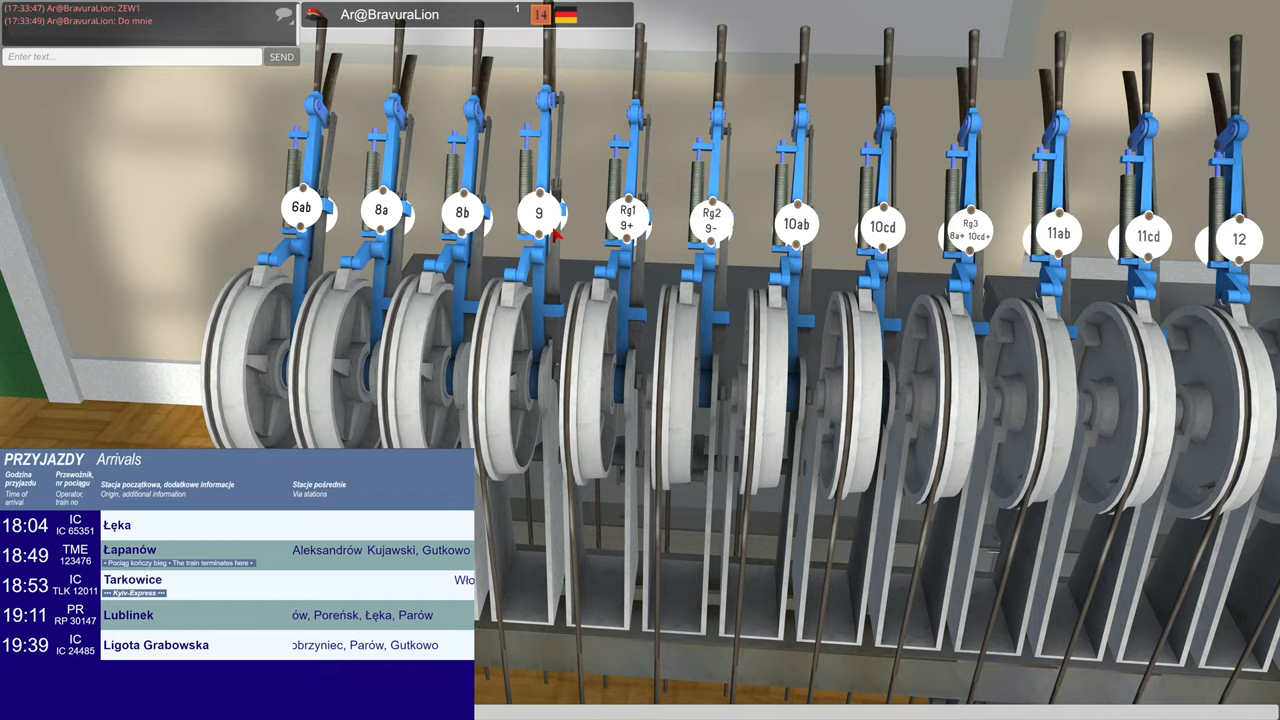 (17:33:47) Ar@BravuraLion: ZEW1
(17:33:49) Ar@BravuraLion: Do mnie
Enter text...
SEND
Ar@BravuraLion
1
14
6ab
8a
8b
9
Rg1
9+
Rg2
9-
10ab
10cd
Rg3
8a+ 10cd+
11ab
11cd
12
PRZYJAZDY Arrivals
Godzina przyjazdu
Time of arrival
Przewoźnik, nr pociągu
Operator, train no
Stacja początkowa, dodatkowe informacje
Origin, additional information
Stacje pośrednie
Via stations
18:04 IC IC 65351 Łęka
18:49 TME 123476 Łapanów Aleksandrów Kujawski, Gutkowo
• Pociąg kończy bieg • The train terminates here •
18:53 IC TLK 12011 Tarkowice Wło
••• Kyiv-Express •••
19:11 PR RP 30147 Lublinek ów, Poreńsk, Łęka, Parów
19:39 IC IC 24485 Ligota Grabowska obrzyniec, Parów, Gutkowo